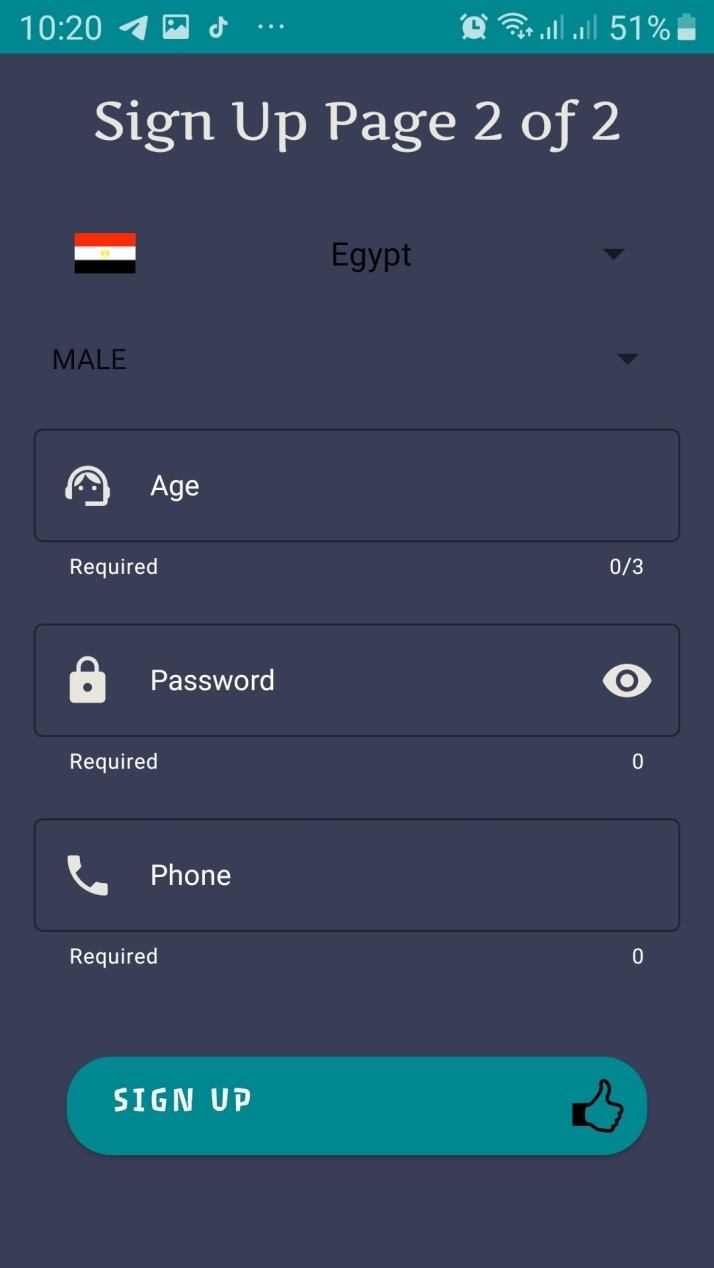 10:20 ... 51%
Sign Up Page 2 of 2
Egypt
MALE
Age
Required 0/3
Password
Required 0
Phone
Required 0
SIGN UP